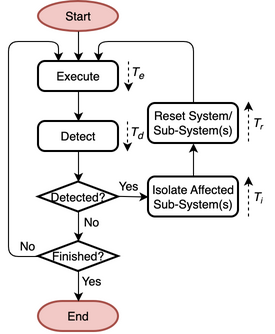 Start
Execute
T_e
Detect
T_d
Detected?
Yes
No
Isolate Affected
Sub-System(s)
T_i
Reset System/
Sub-System(s)
T_r
Finished?
No
Yes
End